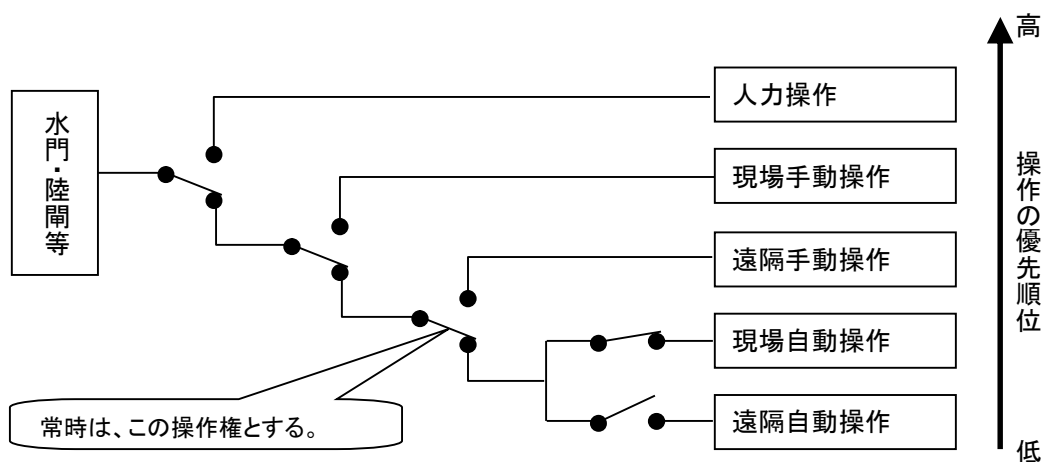 高
人力操作
水門・陸閘等
現場手動操作
操作の優先順位
遠隔手動操作
現場自動操作
常時は、この操作権とする。
遠隔自動操作
低